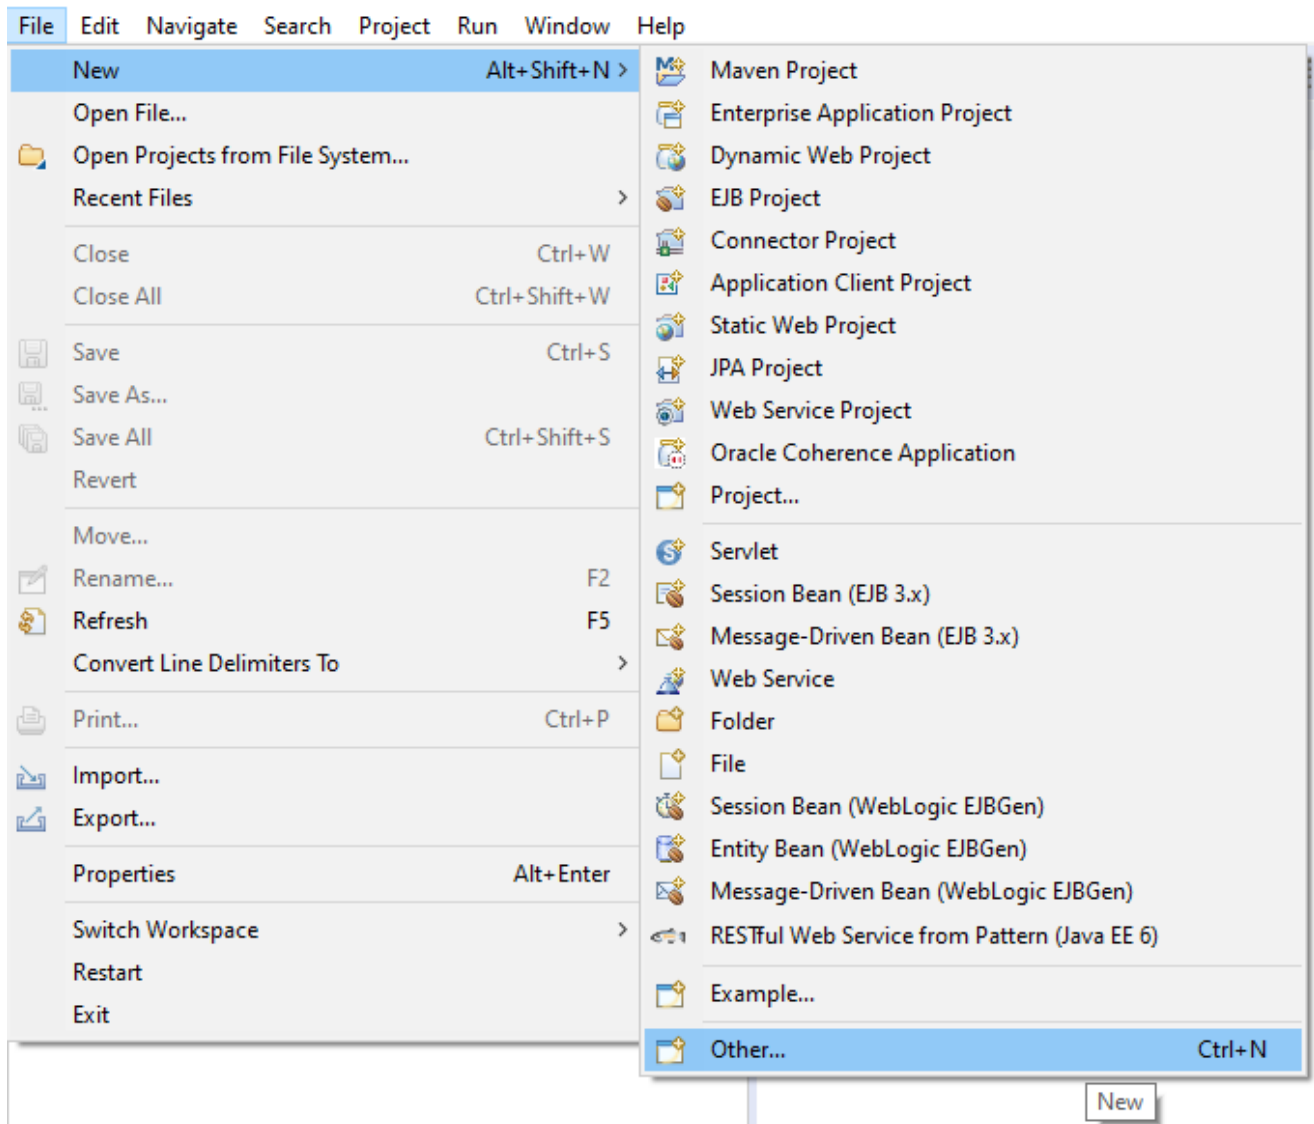 File Edit Navigate Search Project Run Window Help
New Alt+Shift+N >
Open File...
Open Projects from File System...
Recent Files >
Close Ctrl+W
Close All Ctrl+Shift+W
Save Ctrl+S
Save As...
Save All Ctrl+Shift+S
Revert
Move...
Rename... F2
Refresh F5
Convert Line Delimiters To >
Print... Ctrl+P
Import...
Export...
Properties Alt+Enter
Switch Workspace >
Restart
Exit
Maven Project
Enterprise Application Project
Dynamic Web Project
EJB Project
Connector Project
Application Client Project
Static Web Project
JPA Project
Web Service Project
Oracle Coherence Application
Project...
Servlet
Session Bean (EJB 3.x)
Message-Driven Bean (EJB 3.x)
Web Service
Folder
File
Session Bean (WebLogic EJBGen)
Entity Bean (WebLogic EJBGen)
Message-Driven Bean (WebLogic EJBGen)
RESTful Web Service from Pattern (Java EE 6)
Example...
Other... Ctrl+N
New